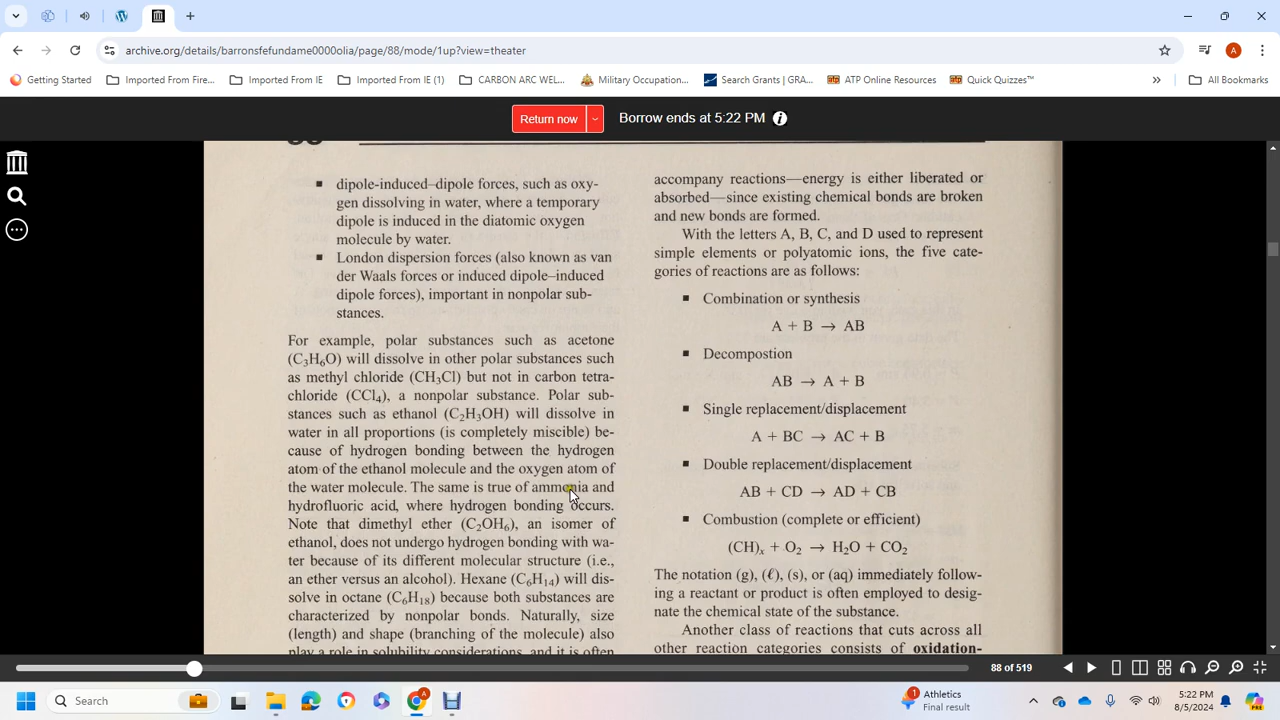 archive.org/details/barronsfefundame0000olia/page/88/mode/1up?view=theater
A
Getting Started
Imported From Fire...
Imported From IE
Imported From IE (1)
CARBON ARC WEL...
Military Occupation...
Search Grants | GRA...
ATP Online Resources
Quick Quizzes™
»
All Bookmarks
Return now
Borrow ends at 5:22 PM
dipole-induced–dipole forces, such as oxy-
gen dissolving in water, where a temporary
dipole is induced in the diatomic oxygen
molecule by water.
London dispersion forces (also known as van
der Waals forces or induced dipole–induced
dipole forces), important in nonpolar sub-
stances.
For example, polar substances such as acetone
(C₃H₆O) will dissolve in other polar substances such
as methyl chloride (CH₃Cl) but not in carbon tetra-
chloride (CCl₄), a nonpolar substance. Polar sub-
stances such as ethanol (C₂H₃OH) will dissolve in
water in all proportions (is completely miscible) be-
cause of hydrogen bonding between the hydrogen
atom of the ethanol molecule and the oxygen atom of
the water molecule. The same is true of ammonia and
hydrofluoric acid, where hydrogen bonding occurs.
Note that dimethyl ether (C₂OH₆), an isomer of
ethanol, does not undergo hydrogen bonding with wa-
ter because of its different molecular structure (i.e.,
an ether versus an alcohol). Hexane (C₆H₁₄) will dis-
solve in octane (C₆H₁₈) because both substances are
characterized by nonpolar bonds. Naturally, size
(length) and shape (branching of the molecule) also
play a role in solubility considerations, and it is often
accompany reactions—energy is either liberated or
absorbed—since existing chemical bonds are broken
and new bonds are formed.
With the letters A, B, C, and D used to represent
simple elements or polyatomic ions, the five cate-
gories of reactions are as follows:
Combination or synthesis
A + B → AB
Decompostion
AB → A + B
Single replacement/displacement
A + BC → AC + B
Double replacement/displacement
AB + CD → AD + CB
Combustion (complete or efficient)
(CH)ₓ + O₂ → H₂O + CO₂
The notation (g), (ℓ), (s), or (aq) immediately follow-
ing a reactant or product is often employed to desig-
nate the chemical state of the substance.
Another class of reactions that cuts across all
other reaction categories consists of oxidation-
88 of 519
Search
1
Athletics
Final result
5:22 PM
8/5/2024